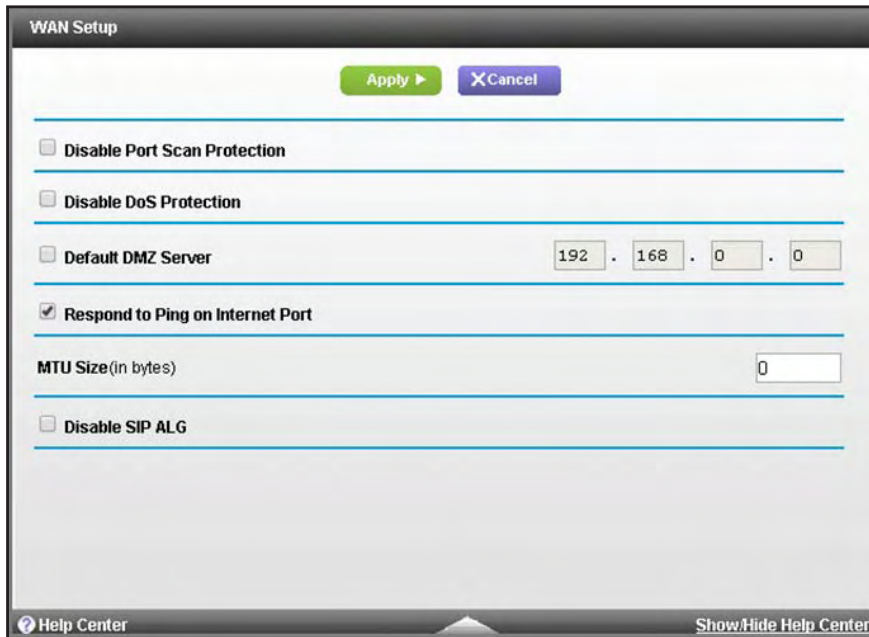 WAN Setup
Apply
Cancel
Disable Port Scan Protection
Disable DoS Protection
Default DMZ Server 192 . 168 . 0 . 0
Respond to Ping on Internet Port
MTU Size(in bytes) 0
Disable SIP ALG
Help Center Show/Hide Help Center